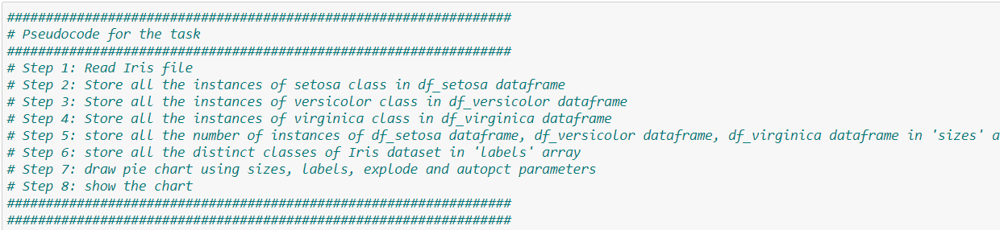 #################################################################
# Pseudocode for the task
#################################################################
# Step 1: Read Iris file
# Step 2: Store all the instances of setosa class in df_setosa dataframe
# Step 3: Store all the instances of versicolor class in df_versicolor dataframe
# Step 4: Store all the instances of virginica class in df_virginica dataframe
# Step 5: store all the number of instances of df_setosa dataframe, df_versicolor dataframe, df_virginica dataframe in 'sizes' a
# Step 6: store all the distinct classes of Iris dataset in 'labels' array
# Step 7: draw pie chart using sizes, labels, explode and autopct parameters
# Step 8: show the chart
#################################################################
#################################################################